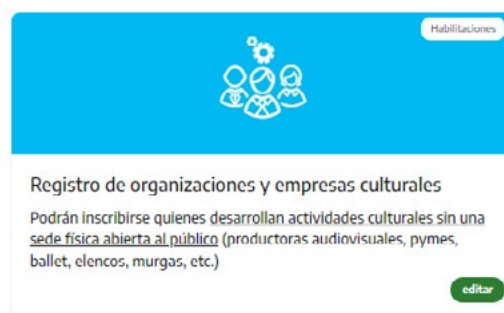 Habilitaciones
Registro de organizaciones y empresas culturales
Podrán inscribirse quienes desarrollan actividades culturales sin una
sede física abierta al público (productoras audiovisuales, pymes,
ballet, elencos, murgas, etc.)
editar